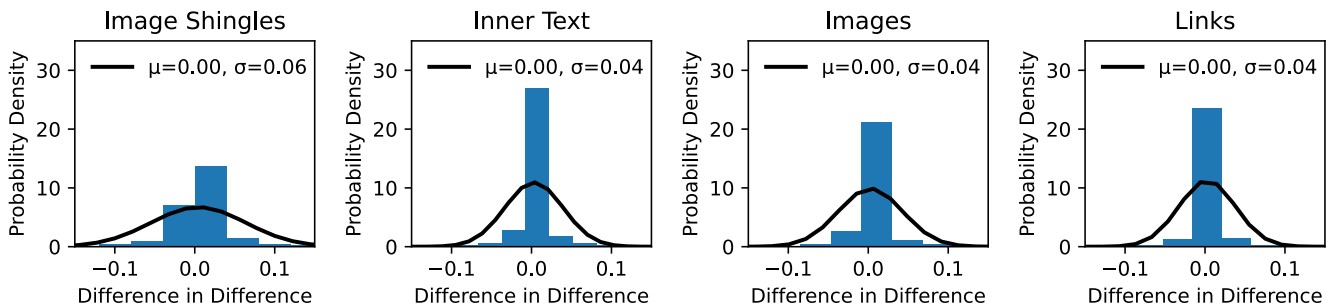 Image Shingles
μ=0.00, σ=0.06
Probability Density
30
20
10
0
−0.1
0.0
0.1
Difference in Difference
Inner Text
μ=0.00, σ=0.04
Probability Density
30
20
10
0
−0.1
0.0
0.1
Difference in Difference
Images
μ=0.00, σ=0.04
Probability Density
30
20
10
0
−0.1
0.0
0.1
Difference in Difference
Links
μ=0.00, σ=0.04
Probability Density
30
20
10
0
−0.1
0.0
0.1
Difference in Difference